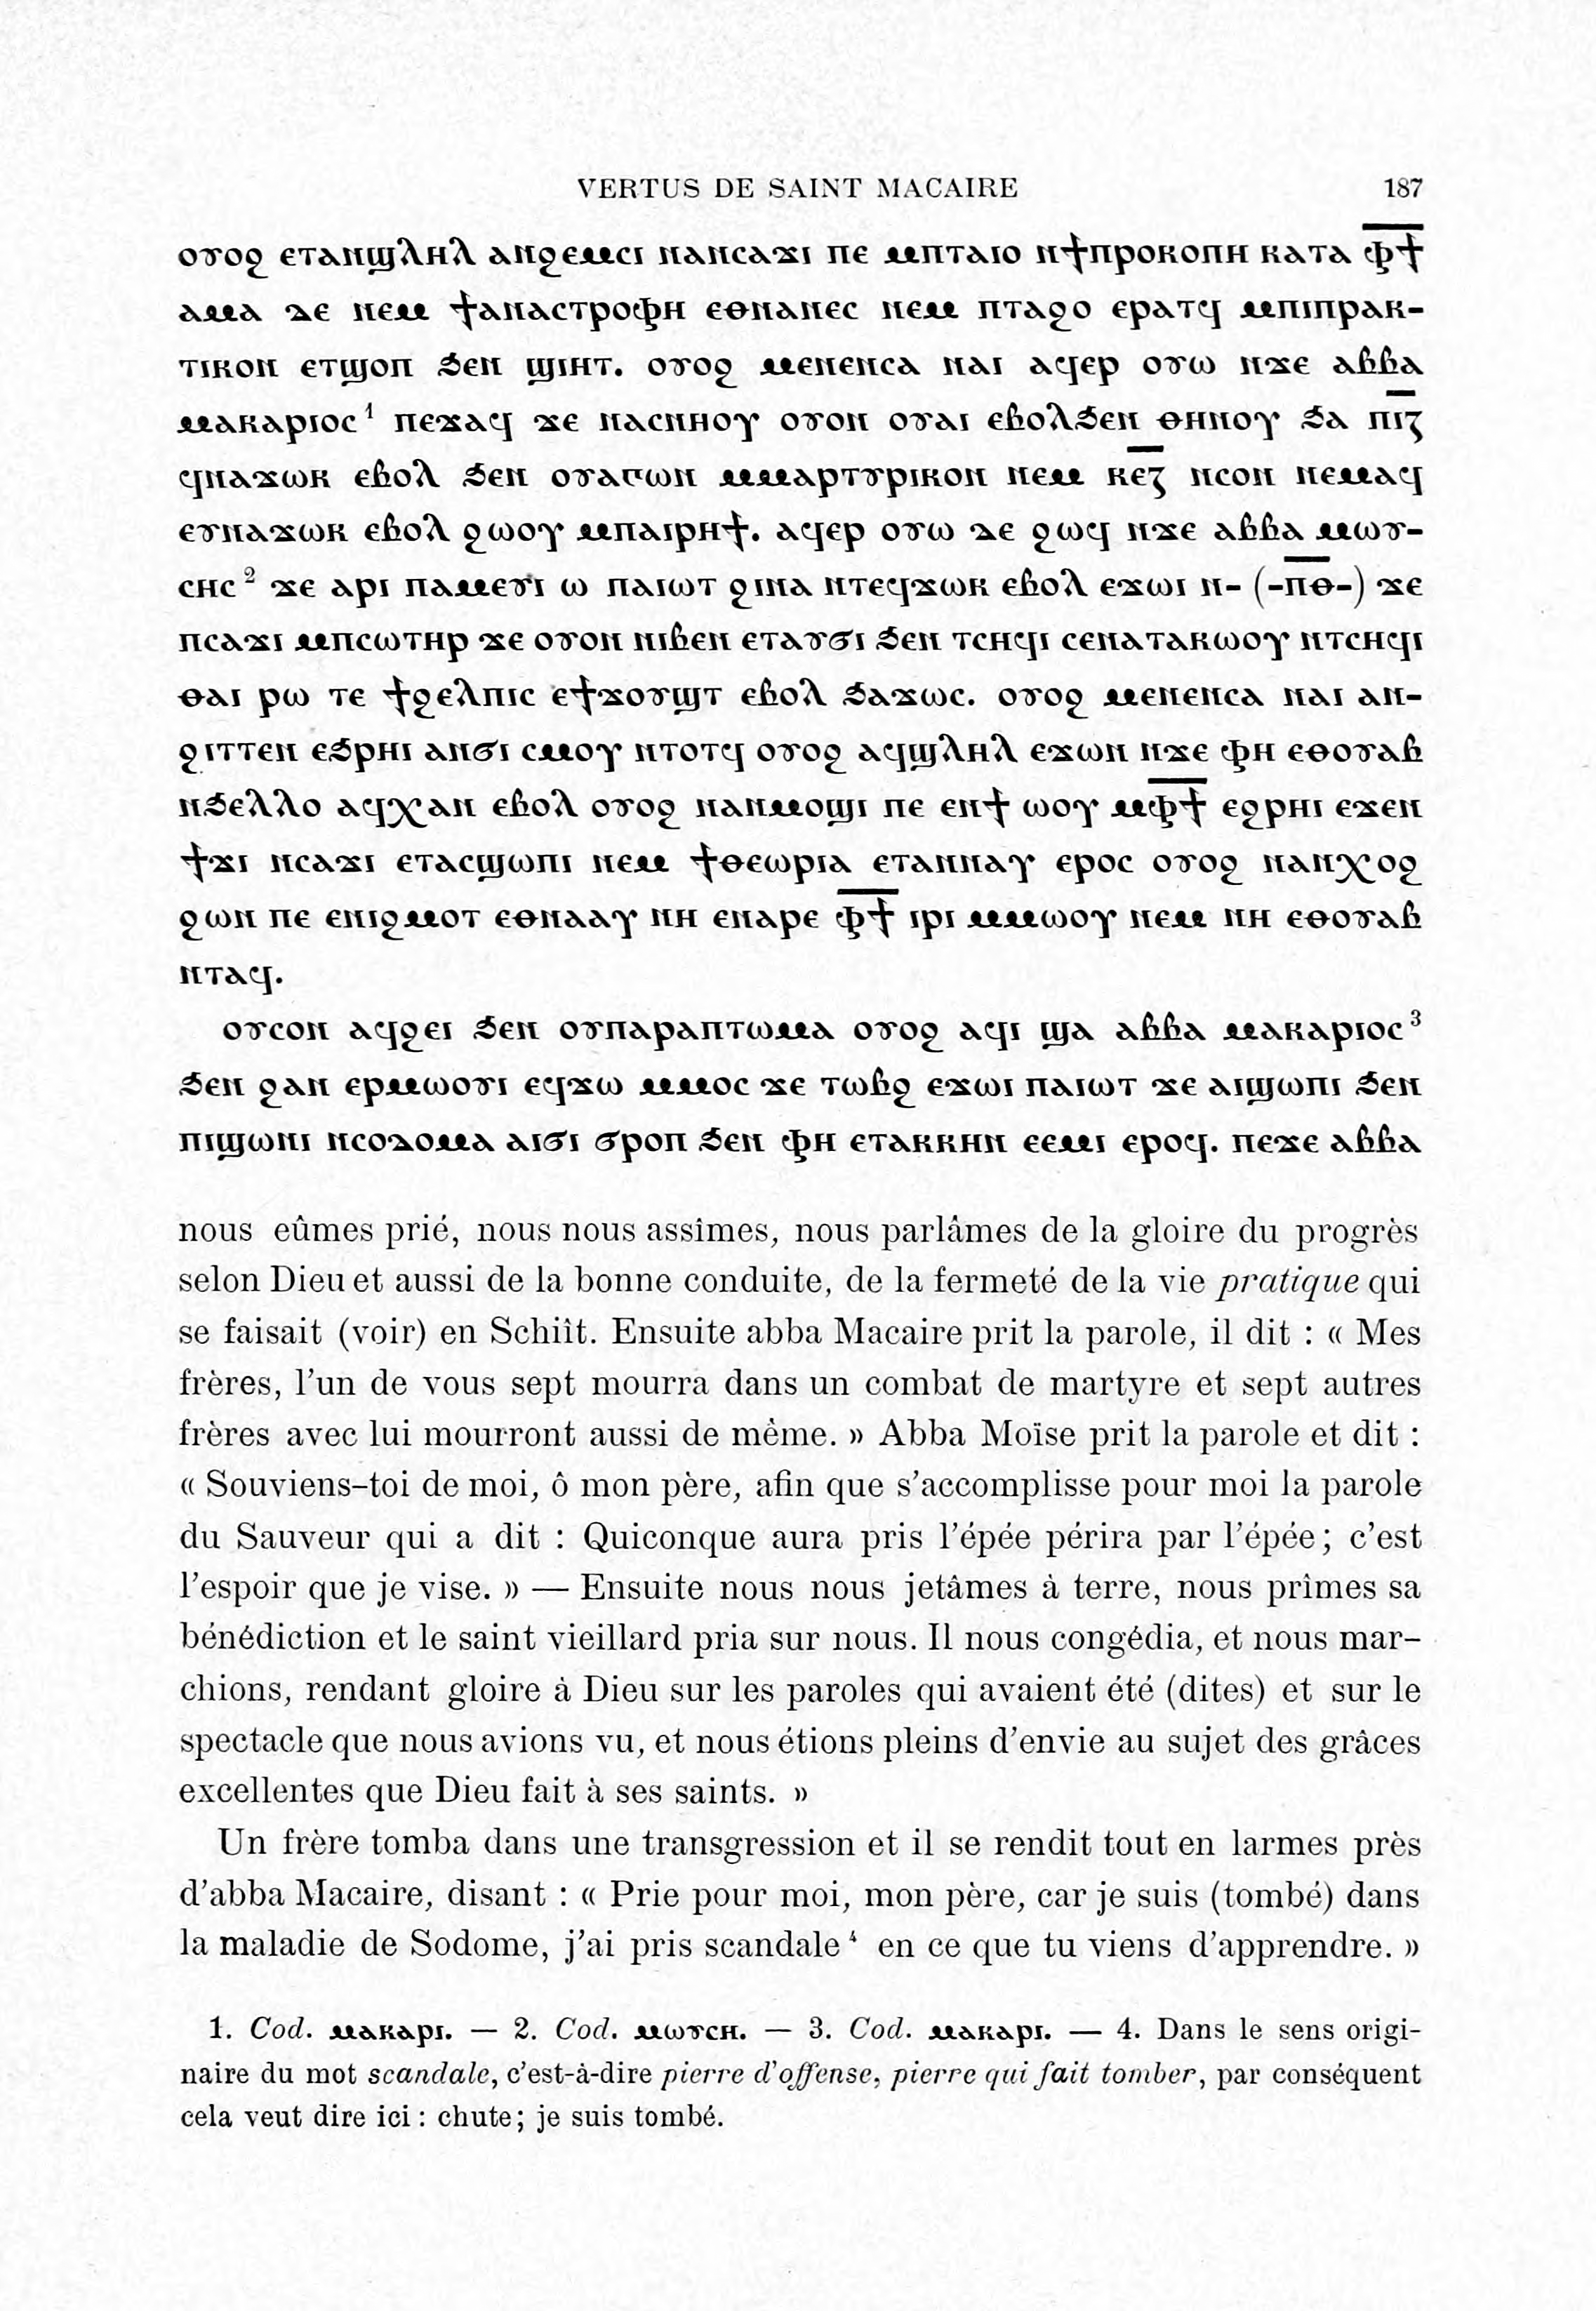 VERTUS DE SAINT MACAIRE 187
ⲟⲩⲟϩ ⲉⲧⲁⲛϣⲗⲏⲗ ⲁⲛϩⲉⲙⲥⲓ ⲛⲁⲛⲥⲁϫⲓ ⲡⲉ ⲙⲡⲧⲁⲓⲟ ⲛϯⲡⲣⲟⲕⲟⲡⲏ ⲕⲁⲧⲁ ⲫ̅ϯ̅
ⲁⲙⲁ ⲇⲉ ⲛⲉⲙ ϯⲁⲛⲁⲥⲧⲣⲟⲫⲏ ⲉⲑⲛⲁⲛⲉⲥ ⲛⲉⲙ ⲡⲧⲁϩⲟ ⲉⲣⲁⲧϥ ⲙⲡⲓⲡⲣⲁⲕ-
ⲧⲓⲕⲟⲛ ⲉⲧϣⲟⲡ ϧⲉⲛ ϣⲓⲏⲧ. ⲟⲩⲟϩ ⲙⲉⲛⲉⲛⲥⲁ ⲛⲁⲓ ⲁϥⲉⲣ ⲟⲩⲱ ⲛϫⲉ ⲁⲃⲃⲁ
ⲙⲁⲕⲁⲣⲓⲟⲥ¹ ⲡⲉϫⲁϥ ϫⲉ ⲛⲁⲥⲛⲏⲟⲩ ⲟⲩⲟⲛ ⲟⲩⲁⲓ ⲉⲃⲟⲗϧⲉⲛ ⲑⲏⲛⲟⲩ ϧⲁ ⲡⲓⲍ̅
ϥⲛⲁϫⲱⲕ ⲉⲃⲟⲗ ϧⲉⲛ ⲟⲩⲁⲅⲱⲛ ⲙⲙⲁⲣⲧⲩⲣⲓⲕⲟⲛ ⲛⲉⲙ ⲕⲉⲍ̅ ⲛⲥⲟⲛ ⲛⲉⲙⲁϥ
ⲉⲩⲛⲁϫⲱⲕ ⲉⲃⲟⲗ ϩⲱⲟⲩ ⲙⲡⲁⲓⲣⲏϯ. ⲁϥⲉⲣ ⲟⲩⲱ ⲇⲉ ϩⲱϥ ⲛϫⲉ ⲁⲃⲃⲁ ⲙⲱⲩ-
ⲥⲏⲥ² ϫⲉ ⲁⲣⲓ ⲡⲁⲙⲉⲩⲓ ⲱ ⲡⲁⲓⲱⲧ ϩⲓⲛⲁ ⲛⲧⲉϥϫⲱⲕ ⲉⲃⲟⲗ ⲉϫⲱⲓ ⲛ- (-ⲡ̅ⲑ̅-) ϫⲉ
ⲡⲥⲁϫⲓ ⲙⲡⲥⲱⲧⲏⲣ ϫⲉ ⲟⲩⲟⲛ ⲛⲓⲃⲉⲛ ⲉⲧⲁⲩϭⲓ ϧⲉⲛ ⲧⲥⲏϥⲓ ⲥⲉⲛⲁⲧⲁⲕⲱⲟⲩ ⲛⲧⲥⲏϥⲓ
ⲑⲁⲓ ⲣⲱ ⲧⲉ ϯϩⲉⲗⲡⲓⲥ ⲉϯϫⲟⲩϣⲧ ⲉⲃⲟⲗ ϧⲁϫⲱⲥ. ⲟⲩⲟϩ ⲙⲉⲛⲉⲛⲥⲁ ⲛⲁⲓ ⲁⲛ-
ϩⲓⲧⲧⲉⲛ ⲉϧⲣⲏⲓ ⲁⲛϭⲓ ⲥⲙⲟⲩ ⲛⲧⲟⲧϥ ⲟⲩⲟϩ ⲁϥϣⲗⲏⲗ ⲉϫⲱⲛ ⲛϫⲉ ⲫⲏ ⲉⲑⲟⲩⲁⲃ
ⲛϧⲉⲗⲗⲟ ⲁϥⲭⲁⲛ ⲉⲃⲟⲗ ⲟⲩⲟϩ ⲛⲁⲛⲙⲟϣⲓ ⲡⲉ ⲉⲛϯ ⲱⲟⲩ ⲙⲫ̅ϯ̅ ⲉϩⲣⲏⲓ ⲉϫⲉⲛ
ϯϫⲓ ⲛⲥⲁϫⲓ ⲉⲧⲁⲥϣⲱⲡⲓ ⲛⲉⲙ ϯⲑⲉⲱⲣⲓⲁ ⲉⲧⲁⲛⲛⲁⲩ ⲉⲣⲟⲥ ⲟⲩⲟϩ ⲛⲁⲛⲭⲟϩ
ϩⲱⲛ ⲡⲉ ⲉⲛⲓϩⲙⲟⲧ ⲉⲑⲛⲁⲁⲩ ⲛⲏ ⲉⲛⲁⲣⲉ ⲫ̅ϯ̅ ⲓⲣⲓ ⲙⲙⲱⲟⲩ ⲛⲉⲙ ⲛⲏ ⲉⲑⲟⲩⲁⲃ
ⲛⲧⲁϥ.
ⲟⲩⲥⲟⲛ ⲁϥϩⲉⲓ ϧⲉⲛ ⲟⲩⲡⲁⲣⲁⲡⲧⲱⲙⲁ ⲟⲩⲟϩ ⲁϥⲓ ϣⲁ ⲁⲃⲃⲁ ⲙⲁⲕⲁⲣⲓⲟⲥ³
ϧⲉⲛ ϩⲁⲛ ⲉⲣⲙⲱⲟⲩⲓ ⲉϥϫⲱ ⲙⲙⲟⲥ ϫⲉ ⲧⲱⲃϩ ⲉϫⲱⲓ ⲡⲁⲓⲱⲧ ϫⲉ ⲁⲓϣⲱⲡⲓ ϧⲉⲛ
ⲡⲓϣⲱⲛⲓ ⲛⲥⲟⲇⲟⲙⲁ ⲁⲓϭⲓ ϭⲣⲟⲡ ϧⲉⲛ ⲫⲏ ⲉⲧⲁⲕⲕⲏⲛ ⲉⲉⲙⲓ ⲉⲣⲟϥ. ⲡⲉϫⲉ ⲁⲃⲃⲁ
nous eûmes prié, nous nous assîmes, nous parlâmes de la gloire du progrès
selon Dieu et aussi de la bonne conduite, de la fermeté de la vie pratique qui
se faisait (voir) en Schiît. Ensuite abba Macaire prit la parole, il dit : « Mes
frères, l'un de vous sept mourra dans un combat de martyre et sept autres
frères avec lui mourront aussi de même. » Abba Moïse prit la parole et dit :
« Souviens-toi de moi, ô mon père, afin que s'accomplisse pour moi la parole
du Sauveur qui a dit : Quiconque aura pris l'épée périra par l'épée; c'est
l'espoir que je vise. » — Ensuite nous nous jetâmes à terre, nous prîmes sa
bénédiction et le saint vieillard pria sur nous. Il nous congédia, et nous mar-
chions, rendant gloire à Dieu sur les paroles qui avaient été (dites) et sur le
spectacle que nous avions vu, et nous étions pleins d'envie au sujet des grâces
excellentes que Dieu fait à ses saints. »
Un frère tomba dans une transgression et il se rendit tout en larmes près
d'abba Macaire, disant : « Prie pour moi, mon père, car je suis (tombé) dans
la maladie de Sodome, j'ai pris scandale⁴ en ce que tu viens d'apprendre. »
1. Cod. ⲙⲁⲕⲁⲣⲓ. — 2. Cod. ⲙⲱⲩⲥⲏ. — 3. Cod. ⲙⲁⲕⲁⲣⲓ. — 4. Dans le sens origi-
naire du mot scandale, c'est-à-dire pierre d'offense, pierre qui fait tomber, par conséquent
cela veut dire ici : chute; je suis tombé.